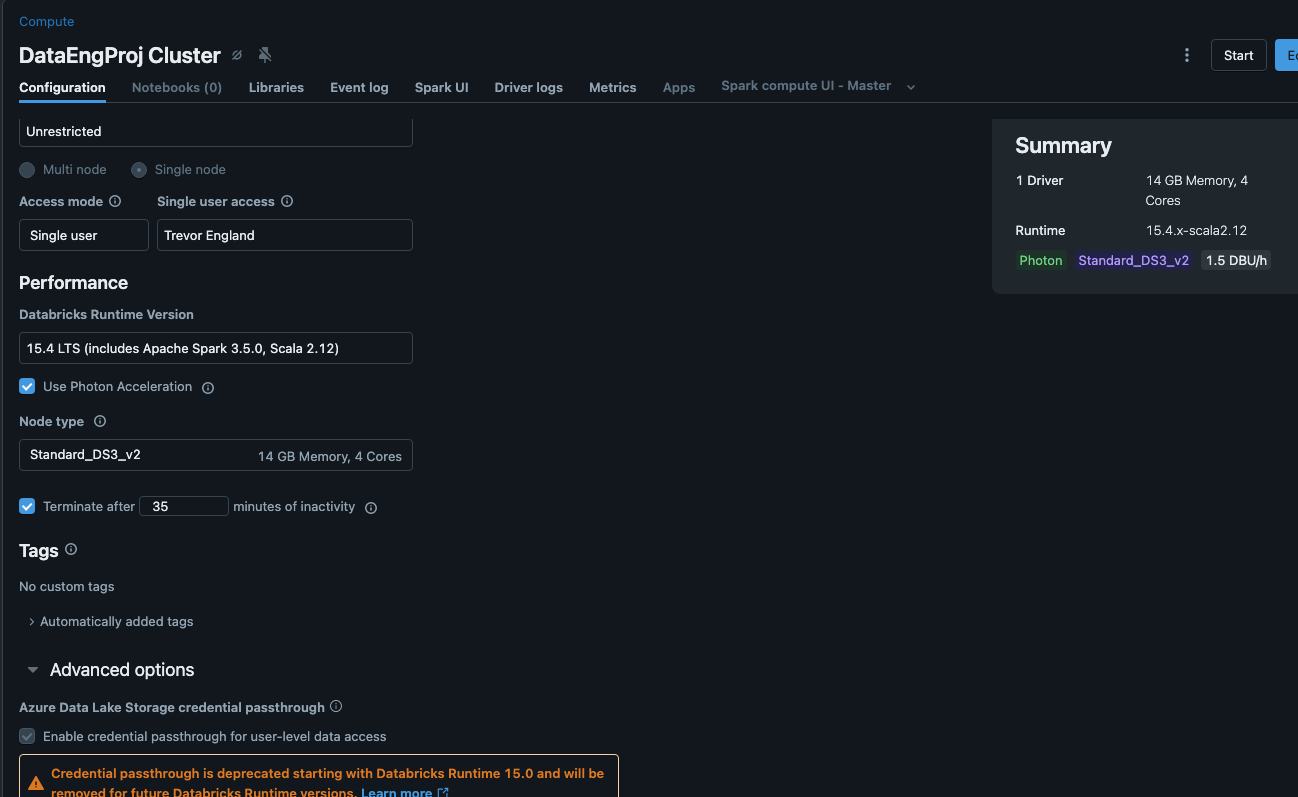 Compute
DataEngProj Cluster
Start
Configuration Notebooks (0) Libraries Event log Spark UI Driver logs Metrics Apps Spark compute UI - Master
Unrestricted
Multi node Single node
Access mode Single user access
Single user Trevor England
Performance
Databricks Runtime Version
15.4 LTS (includes Apache Spark 3.5.0, Scala 2.12)
Use Photon Acceleration
Node type
Standard_DS3_v2 14 GB Memory, 4 Cores
Terminate after 35 minutes of inactivity
Tags
No custom tags
Automatically added tags
Advanced options
Azure Data Lake Storage credential passthrough
Enable credential passthrough for user-level data access
Credential passthrough is deprecated starting with Databricks Runtime 15.0 and will be
removed for future Databricks Runtime versions. Learn more
Summary
1 Driver 14 GB Memory, 4
Cores
Runtime 15.4.x-scala2.12
Photon Standard_DS3_v2 1.5 DBU/h